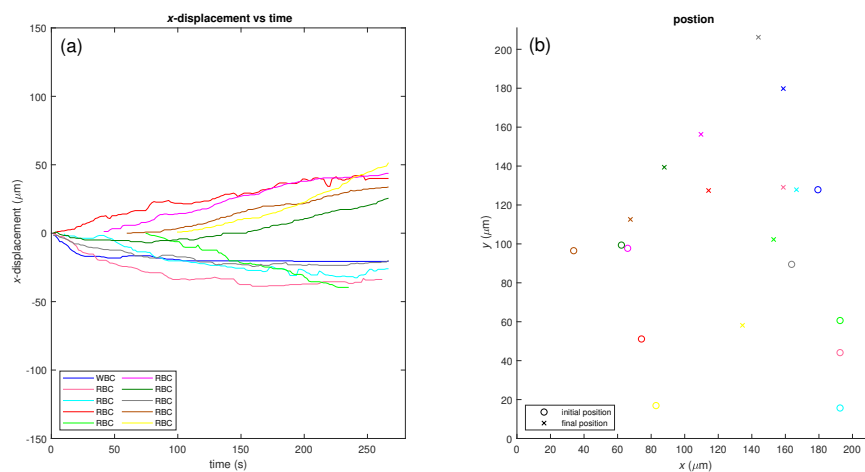 x-displacement vs time
(a)
150
100
50
0
-50
-100
-150
x-displacement (μm)
WBC RBC
RBC RBC
RBC RBC
RBC RBC
RBC RBC
0 50 100 150 200 250
time (s)
postion
(b)
200
180
160
140
120
100
80
60
40
20
0
y (μm)
initial position
final position
0 20 40 60 80 100 120 140 160 180 200
x (μm)